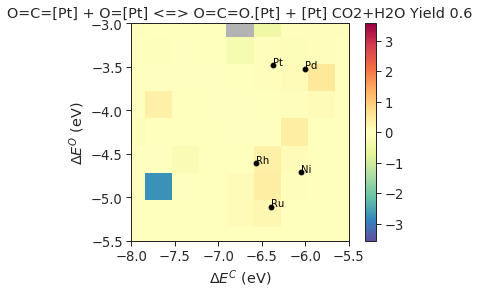 O=C=[Pt] + O=[Pt] <=> O=C=O.[Pt] + [Pt] CO2+H2O Yield 0.6
−3.0
−3.5
−4.0
−4.5
−5.0
−5.5
ΔE^O (eV)
Pt
Pd
Rh
Ni
Ru
−8.0 −7.5 −7.0 −6.5 −6.0 −5.5
ΔE^C (eV)
3
2
1
0
−1
−2
−3